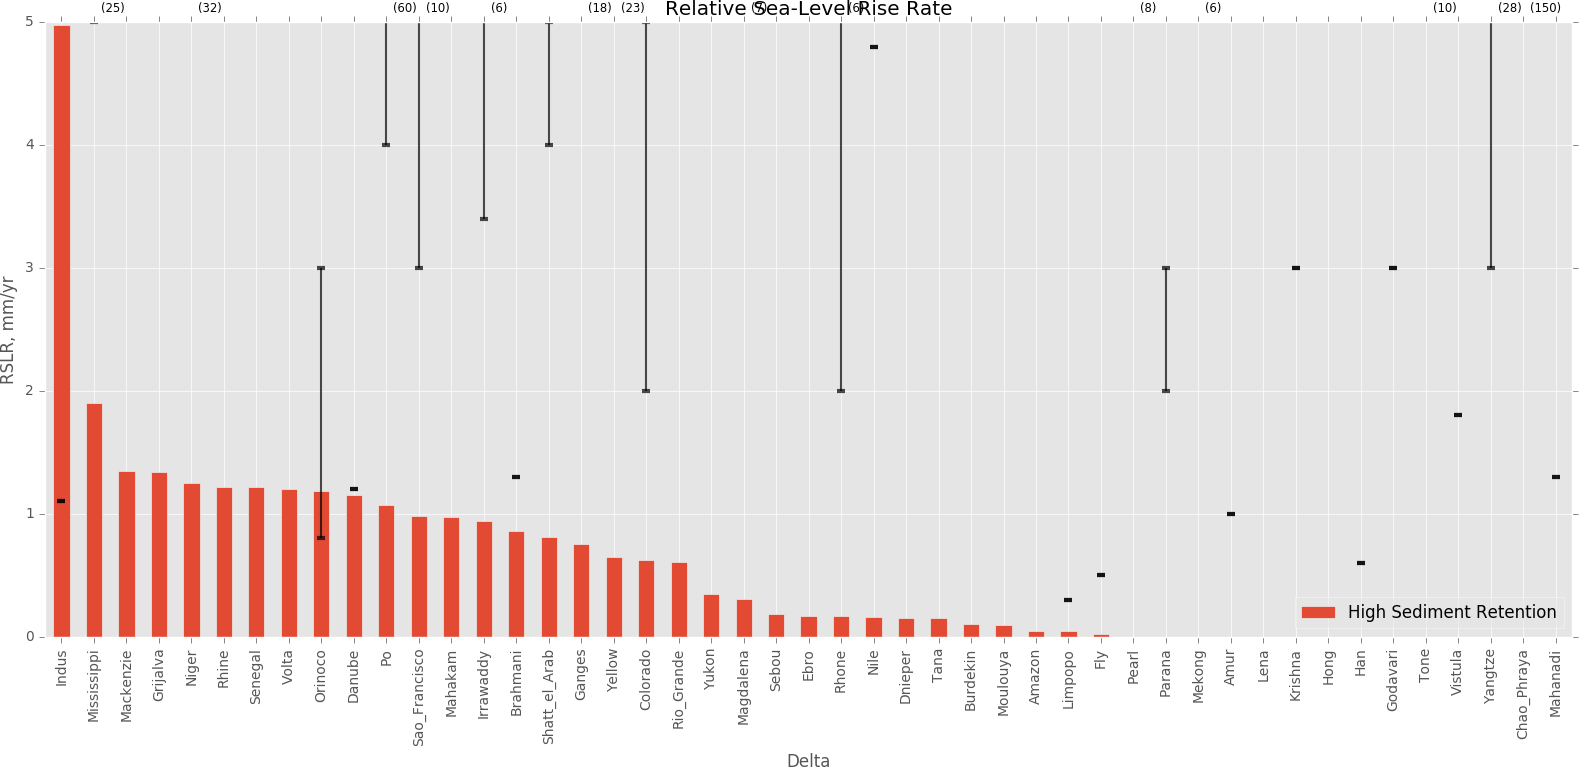 Relative Sea-Level Rise Rate
(25)
(32)
(60)
(10)
(6)
(18)
(23)
(8)
(6)
(10)
(28)
(150)
RSLR, mm/yr
5
4
3
2
1
0
High Sediment Retention
Indus
Mississippi
Mackenzie
Grijalva
Niger
Rhine
Senegal
Volta
Orinoco
Danube
Po
Sao_Francisco
Mahakam
Irrawaddy
Brahmani
Shatt_el_Arab
Ganges
Yellow
Colorado
Rio_Grande
Yukon
Magdalena
Sebou
Ebro
Rhone
Nile
Dnieper
Tana
Burdekin
Moulouya
Amazon
Limpopo
Fly
Pearl
Parana
Mekong
Amur
Lena
Krishna
Hong
Han
Godavari
Tone
Vistula
Yangtze
Chao_Phraya
Mahanadi
Delta